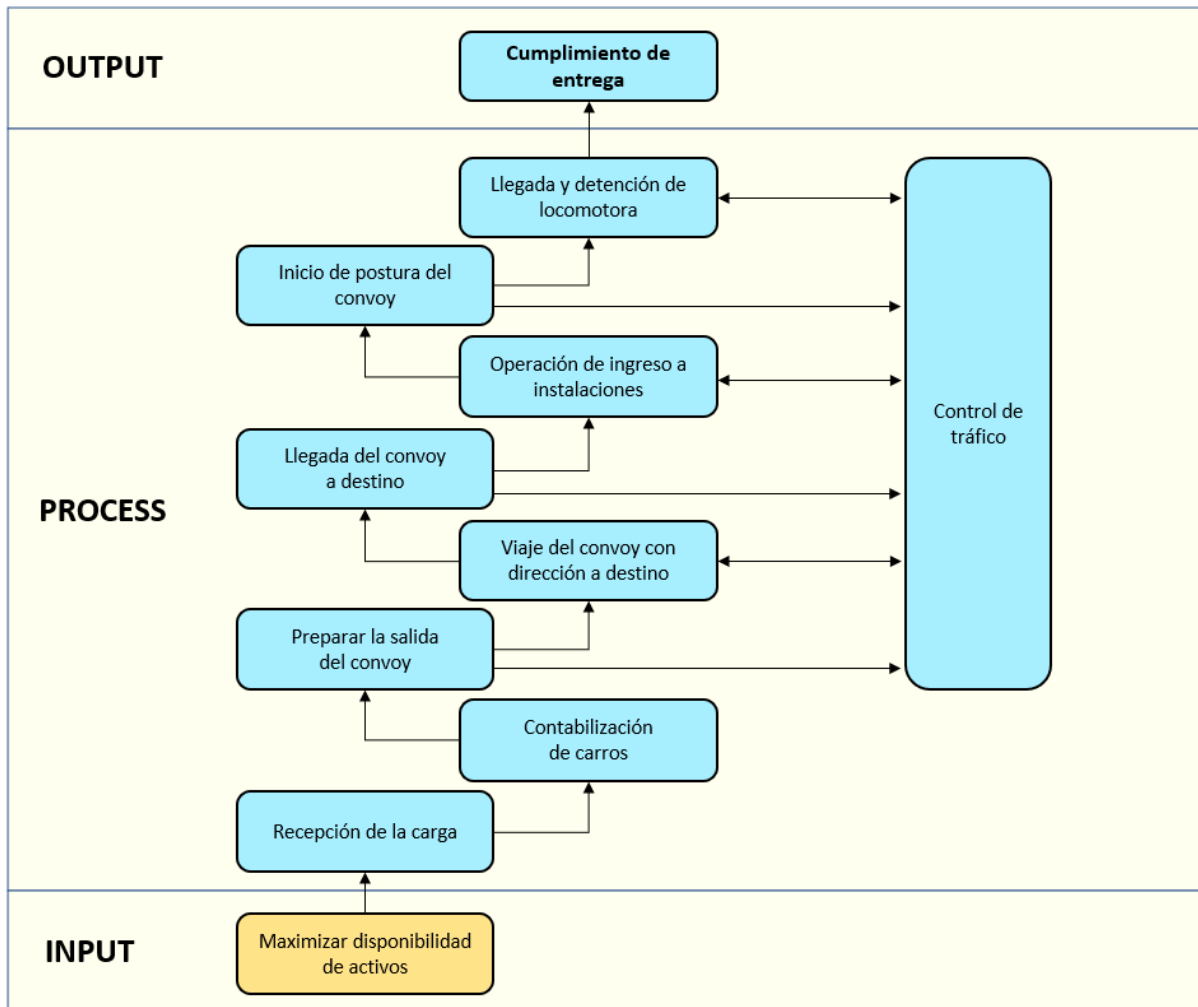 OUTPUT
Cumplimiento de
entrega
Llegada y detención de
locomotora
Inicio de postura del
convoy
Operación de ingreso a
instalaciones
Control de
tráfico
Llegada del convoy
a destino
PROCESS
Viaje del convoy con
dirección a destino
Preparar la salida
del convoy
Contabilización
de carros
Recepción de la carga
INPUT
Maximizar disponibilidad
de activos